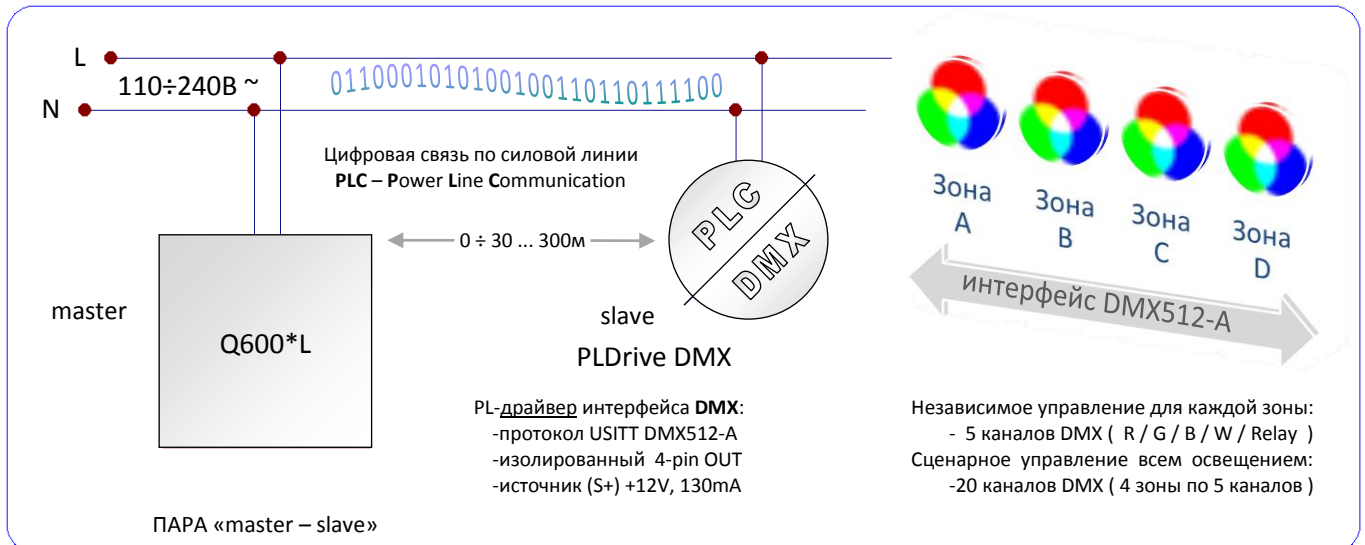 L
110÷240В ~
011000101010010011011011100
N
Цифровая связь по силовой линии
PLC – Power Line Communication
0 ÷ 30 ... 300м
master
Q600*L
PLC
DMX
slave
PLDrive DMX
PL-драйвер интерфейса DMX:
-протокол USITT DMX512-A
-изолированный 4-pin OUT
-источник (S+) +12V, 130mA
ПАРА «master – slave»
Зона
A
Зона
B
Зона
C
Зона
D
интерфейс DMX512-A
Независимое управление для каждой зоны:
- 5 каналов DMX ( R / G / B / W / Relay )
Сценарное управление всем освещением:
-20 каналов DMX ( 4 зоны по 5 каналов )